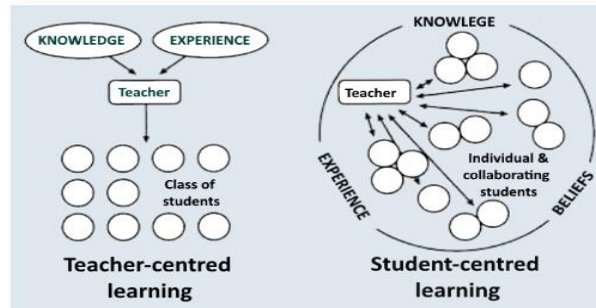 KNOWLEDGE
EXPERIENCE
Teacher
Class of
students
Teacher-centred
learning
KNOWLEGE
Teacher
Individual &
collaborating
students
EXPERIENCE
BELIEFS
Student-centred
learning